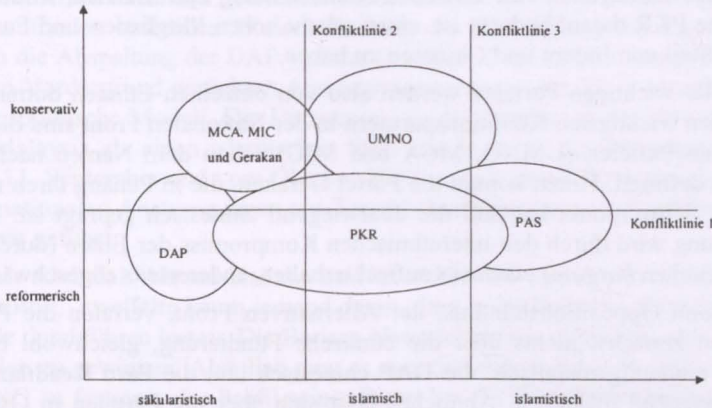 Konfliktlinie 2
Konfliktlinie 3
konservativ
MCA, MIC
und Gerakan
UMNO
PAS
Konfliktlinie 1
PKR
DAP
reformerisch
säkularistisch
islamisch
islamistisch